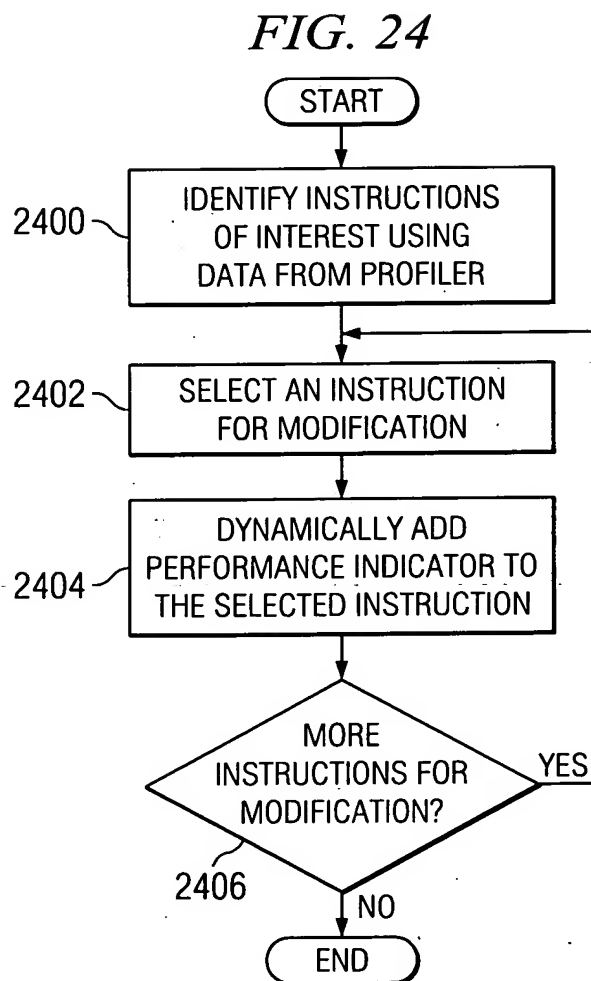 FIG. 24
START
2400
IDENTIFY INSTRUCTIONS
OF INTEREST USING
DATA FROM PROFILER
2402
SELECT AN INSTRUCTION
FOR MODIFICATION
2404
DYNAMICALLY ADD
PERFORMANCE INDICATOR TO
THE SELECTED INSTRUCTION
MORE
INSTRUCTIONS FOR
MODIFICATION?
YES
2406
NO
END